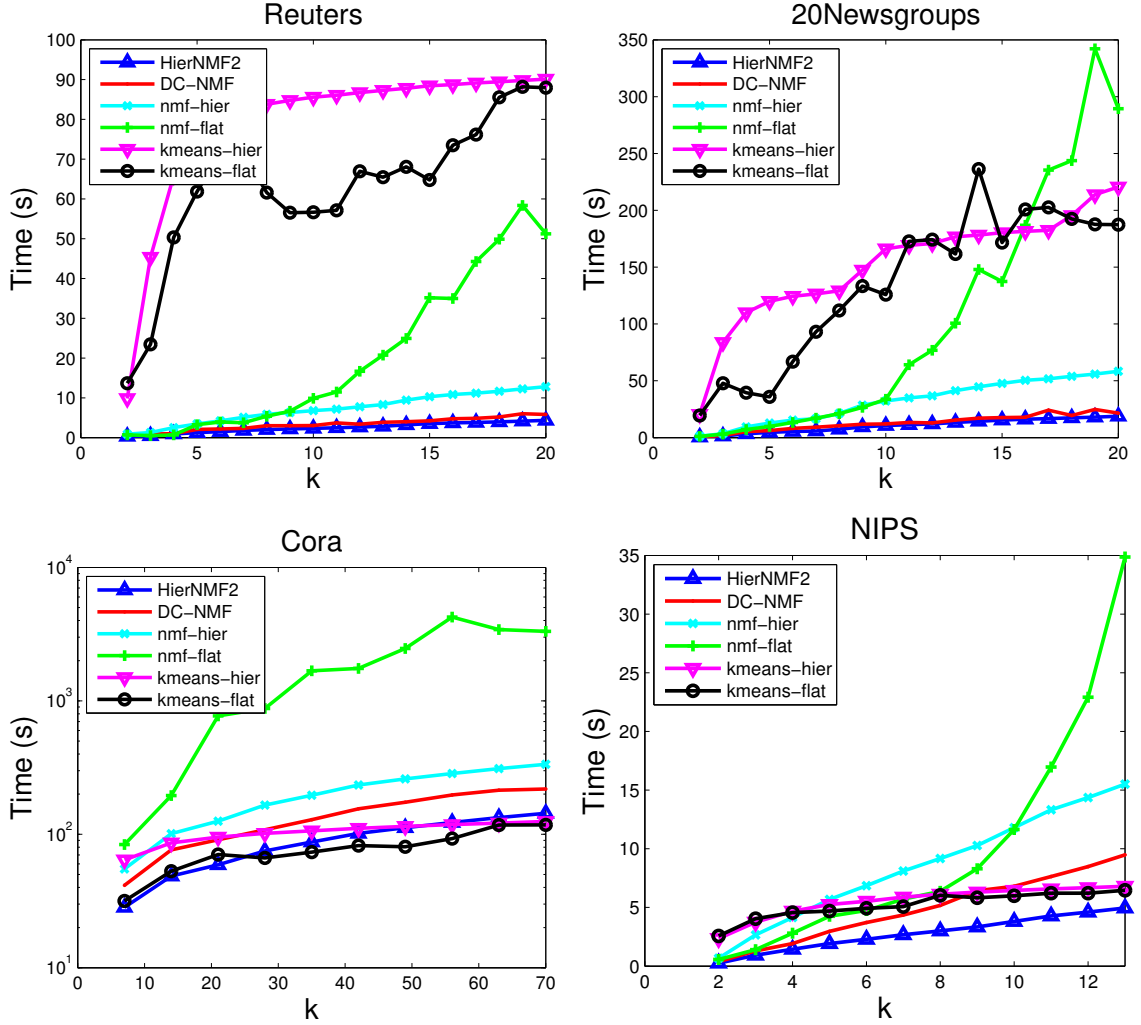 Reuters
100
90
80
70
60
50
40
30
20
10
0
0
5
10
15
20
Time (s)
k
HierNMF2
DC−NMF
nmf−hier
nmf−flat
kmeans−hier
kmeans−flat
20Newsgroups
350
300
250
200
150
100
50
0
0
5
10
15
20
Time (s)
k
HierNMF2
DC−NMF
nmf−hier
nmf−flat
kmeans−hier
kmeans−flat
Cora
10^4
10^3
10^2
10^1
0
10
20
30
40
50
60
70
Time (s)
k
HierNMF2
DC−NMF
nmf−hier
nmf−flat
kmeans−hier
kmeans−flat
NIPS
35
30
25
20
15
10
5
0
2
4
6
8
10
12
Time (s)
k
HierNMF2
DC−NMF
nmf−hier
nmf−flat
kmeans−hier
kmeans−flat